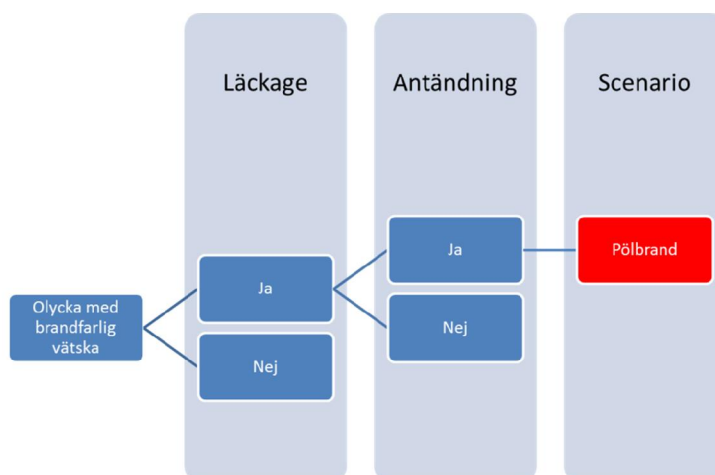 Läckage
Antändning
Scenario
Ja
Pölbrand
Ja
Olycka med
brandfarlig
vätska
Nej
Nej